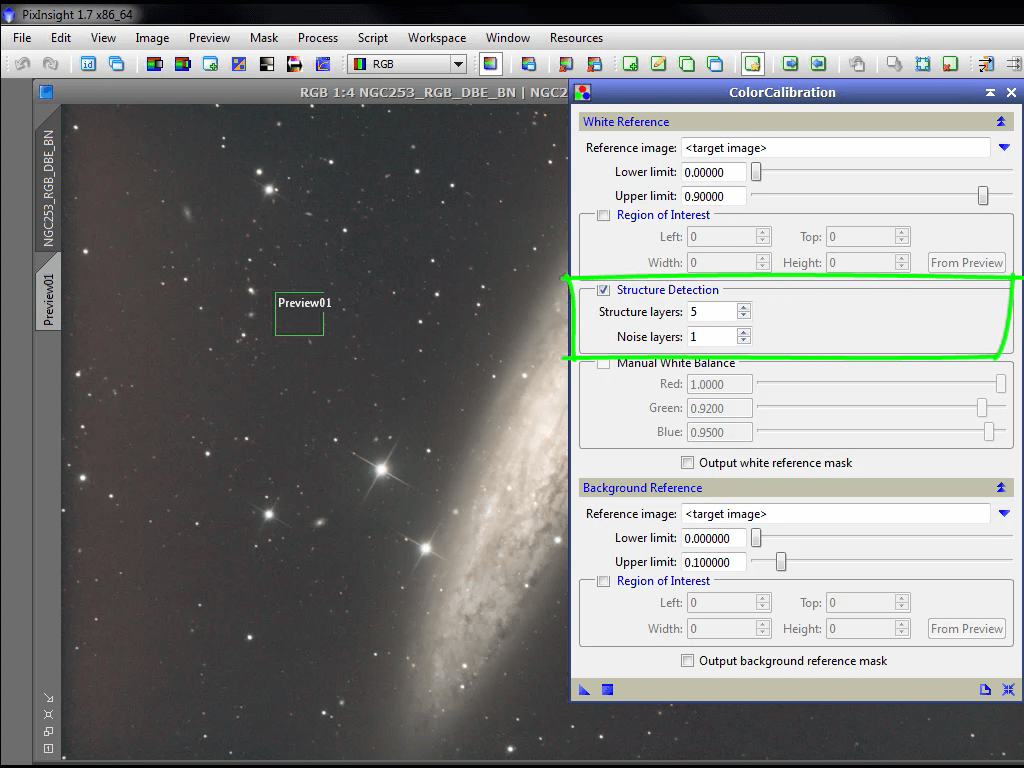 PixInsight 1.7 x86_64
File Edit View Image Preview Mask Process Script Workspace Window Resources
id RGB
RGB 1:4 NGC253_RGB_DBE_BN | NGC2
NGC253_RGB_DBE_BN
Preview01
Preview01
ColorCalibration
White Reference
Reference image: <target image>
Lower limit: 0.00000
Upper limit: 0.90000
Region of Interest
Left: 0 Top: 0
Width: 0 Height: 0 From Preview
Structure Detection
Structure layers: 5
Noise layers: 1
Manual White Balance
Red: 1.0000
Green: 0.9200
Blue: 0.9500
Output white reference mask
Background Reference
Reference image: <target image>
Lower limit: 0.000000
Upper limit: 0.100000
Region of Interest
Left: 0 Top: 0
Width: 0 Height: 0 From Preview
Output background reference mask